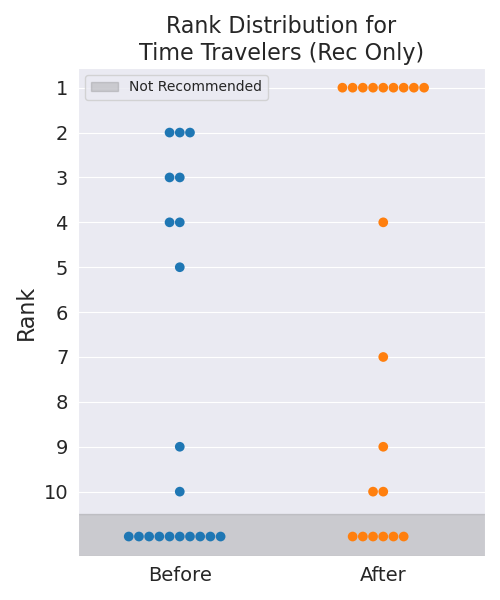 Rank Distribution for
Time Travelers (Rec Only)
Not Recommended
Rank
1
2
3
4
5
6
7
8
9
10
Before
After